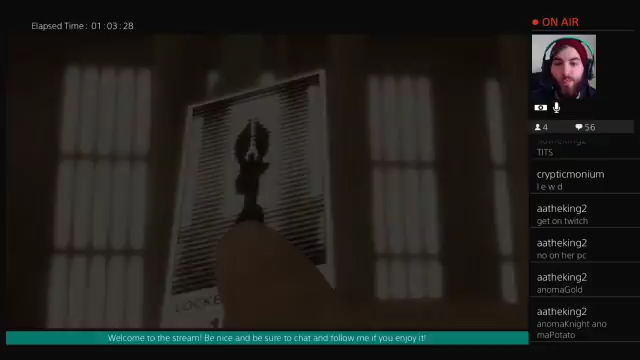 Elapsed Time : 01:03:28
ON AIR
4
56
TITS
crypticmonium
l e w d
aatheking2
get on twitch
aatheking2
no on her pc
aatheking2
anomaGold
aatheking2
anomaKnight ano
maPotato
Welcome to the stream! Be nice and be sure to chat and follow me if you enjoy it!